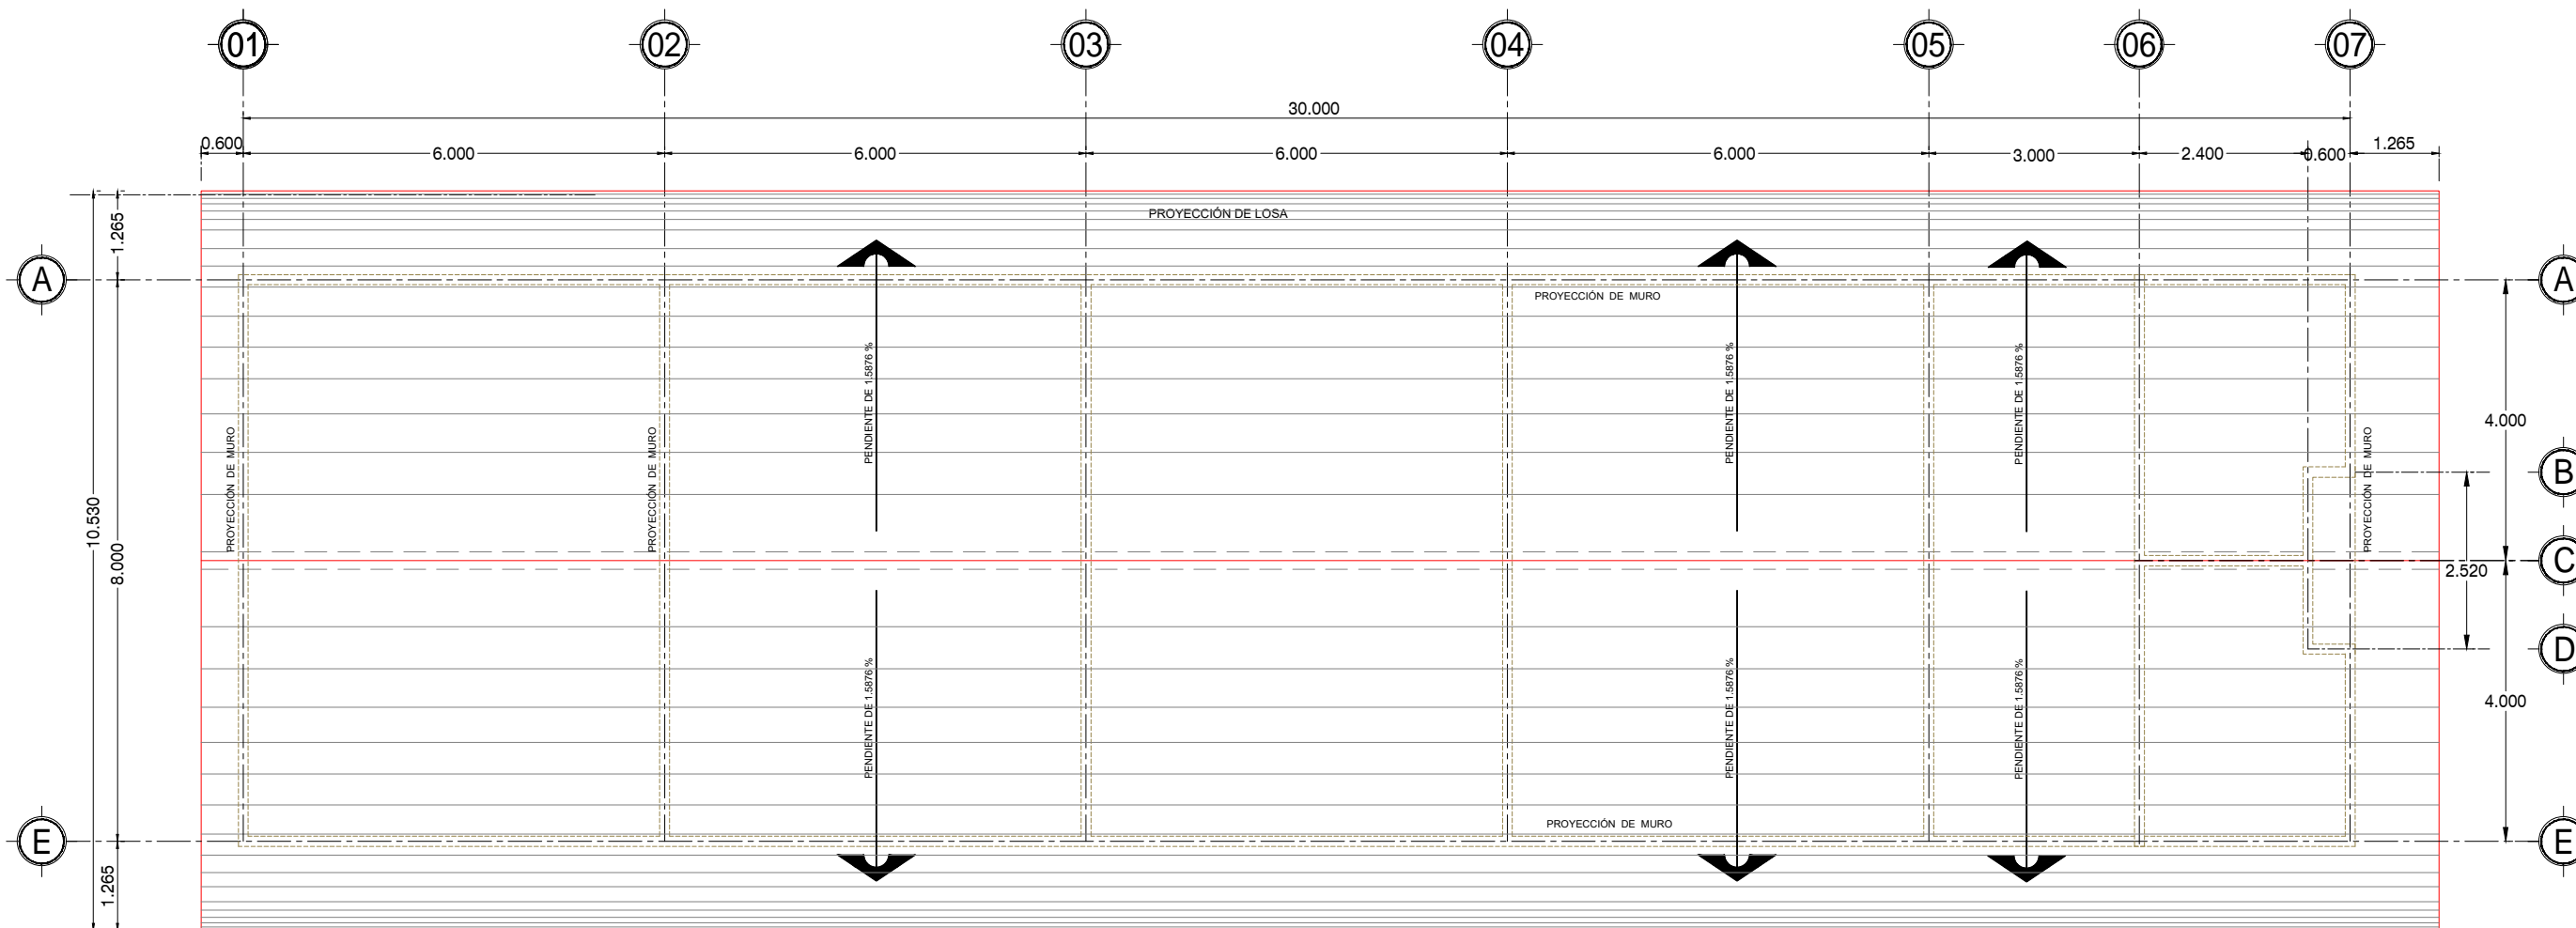 01 02 03 04 05 06 07
30.000
0.600 6.000 6.000 6.000 6.000 3.000 2.400 0.600 1.265
1.265
PROYECCIÓN DE LOSA
A
A
PROYECCIÓN DE MURO
PENDIENTE DE 1.5876 %
PENDIENTE DE 1.5876 %
PENDIENTE DE 1.5876 %
4.000
PROYECCIÓN DE MURO
PROYECCIÓN DE MURO
PROYECCIÓN DE MURO
B
10.530
8.000
C
2.520
D
PENDIENTE DE 1.5876 %
PENDIENTE DE 1.5876 %
PENDIENTE DE 1.5876 %
4.000
PROYECCIÓN DE MURO
E
E
1.265